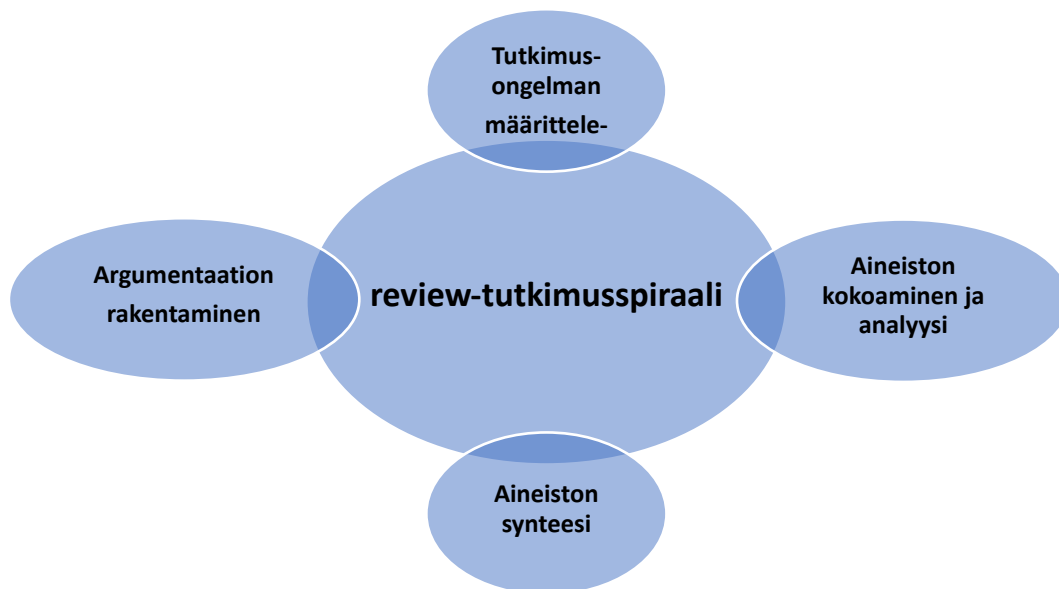 Tutkimus-
ongelman
määrittele-
Argumentaation
rakentaminen
review-tutkimusspiraali
Aineiston
kokoaminen ja
analyysi
Aineiston
synteesi